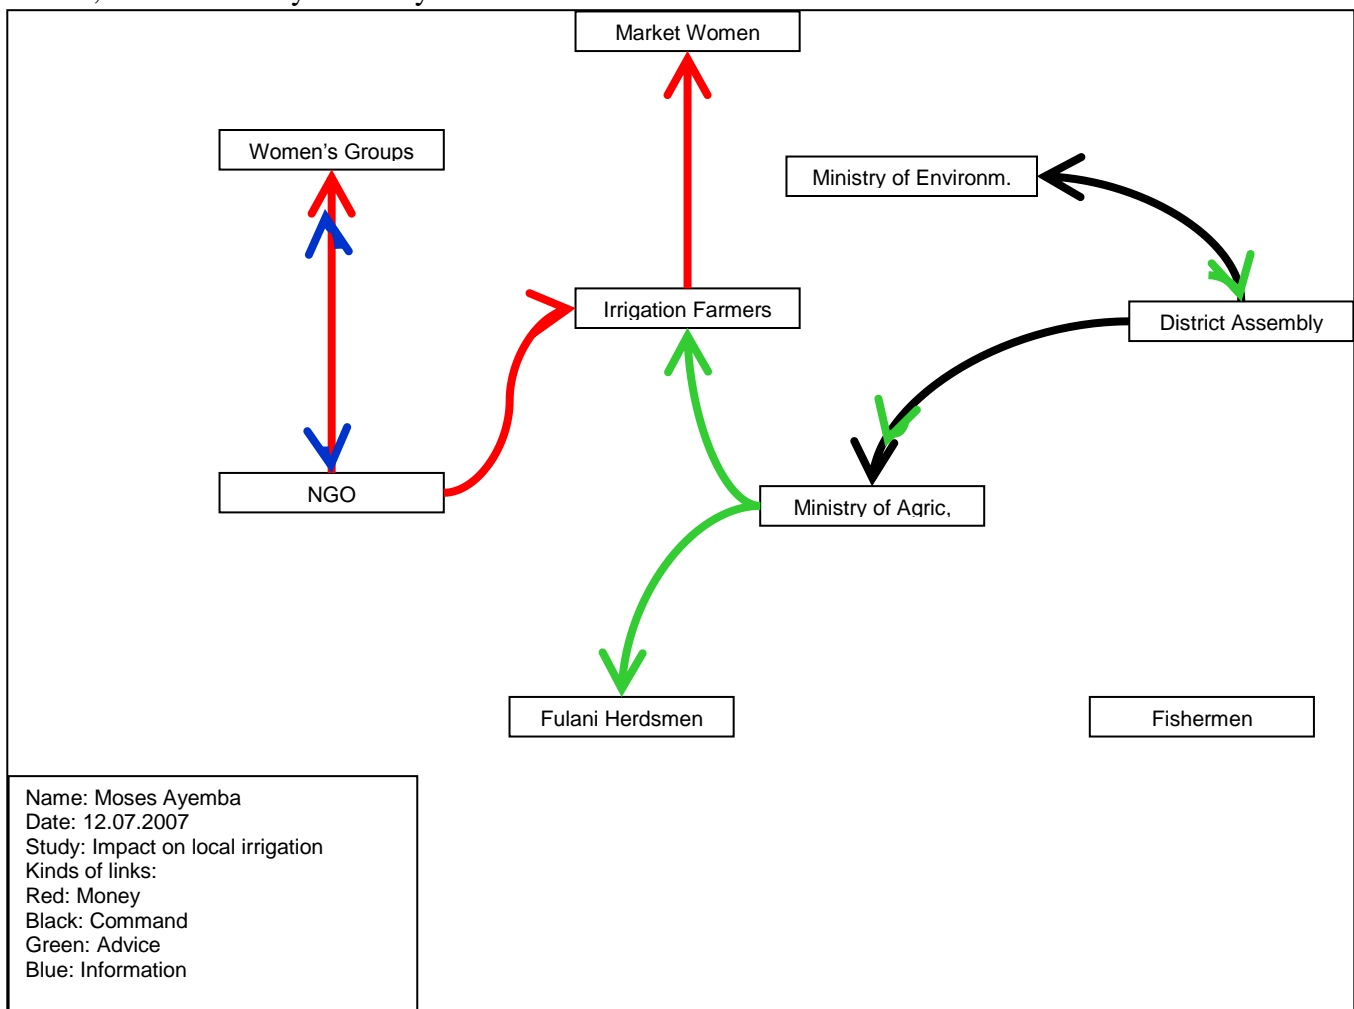 Market Women
Women's Groups
Ministry of Environm.
Irrigation Farmers
District Assembly
NGO
Ministry of Agric,
Fulani Herdsmen
Fishermen
Name: Moses Ayemba
Date: 12.07.2007
Study: Impact on local irrigation
Kinds of links:
Red: Money
Black: Command
Green: Advice
Blue: Information